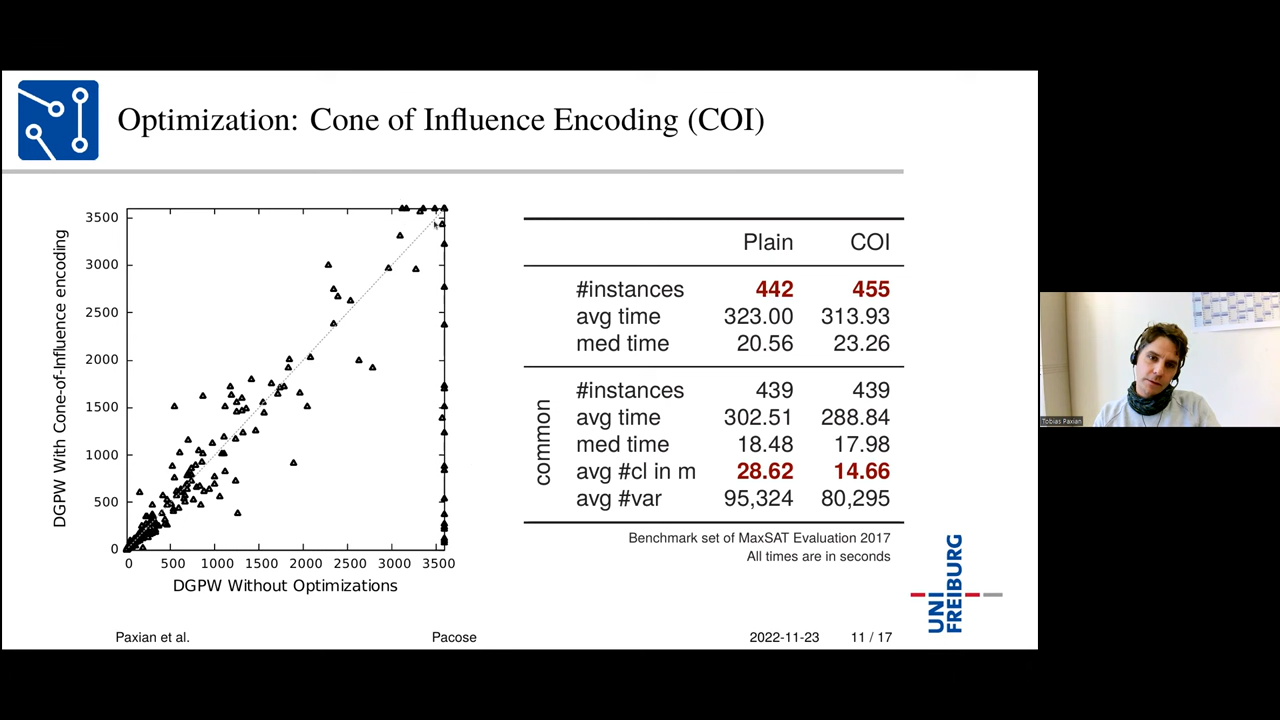 Optimization: Cone of Influence Encoding (COI)
DGPW With Cone-of-Influence encoding
3500
3000
2500
2000
1500
1000
500
0
0 500 1000 1500 2000 2500 3000 3500
DGPW Without Optimizations
Plain COI
#instances 442 455
avg time 323.00 313.93
med time 20.56 23.26
common
#instances 439 439
avg time 302.51 288.84
med time 18.48 17.98
avg #cl in m 28.62 14.66
avg #var 95,324 80,295
Benchmark set of MaxSAT Evaluation 2017
All times are in seconds
UNI
FREIBURG
Paxian et al. Pacose 2022-11-23 11 / 17
Tobias Paxian